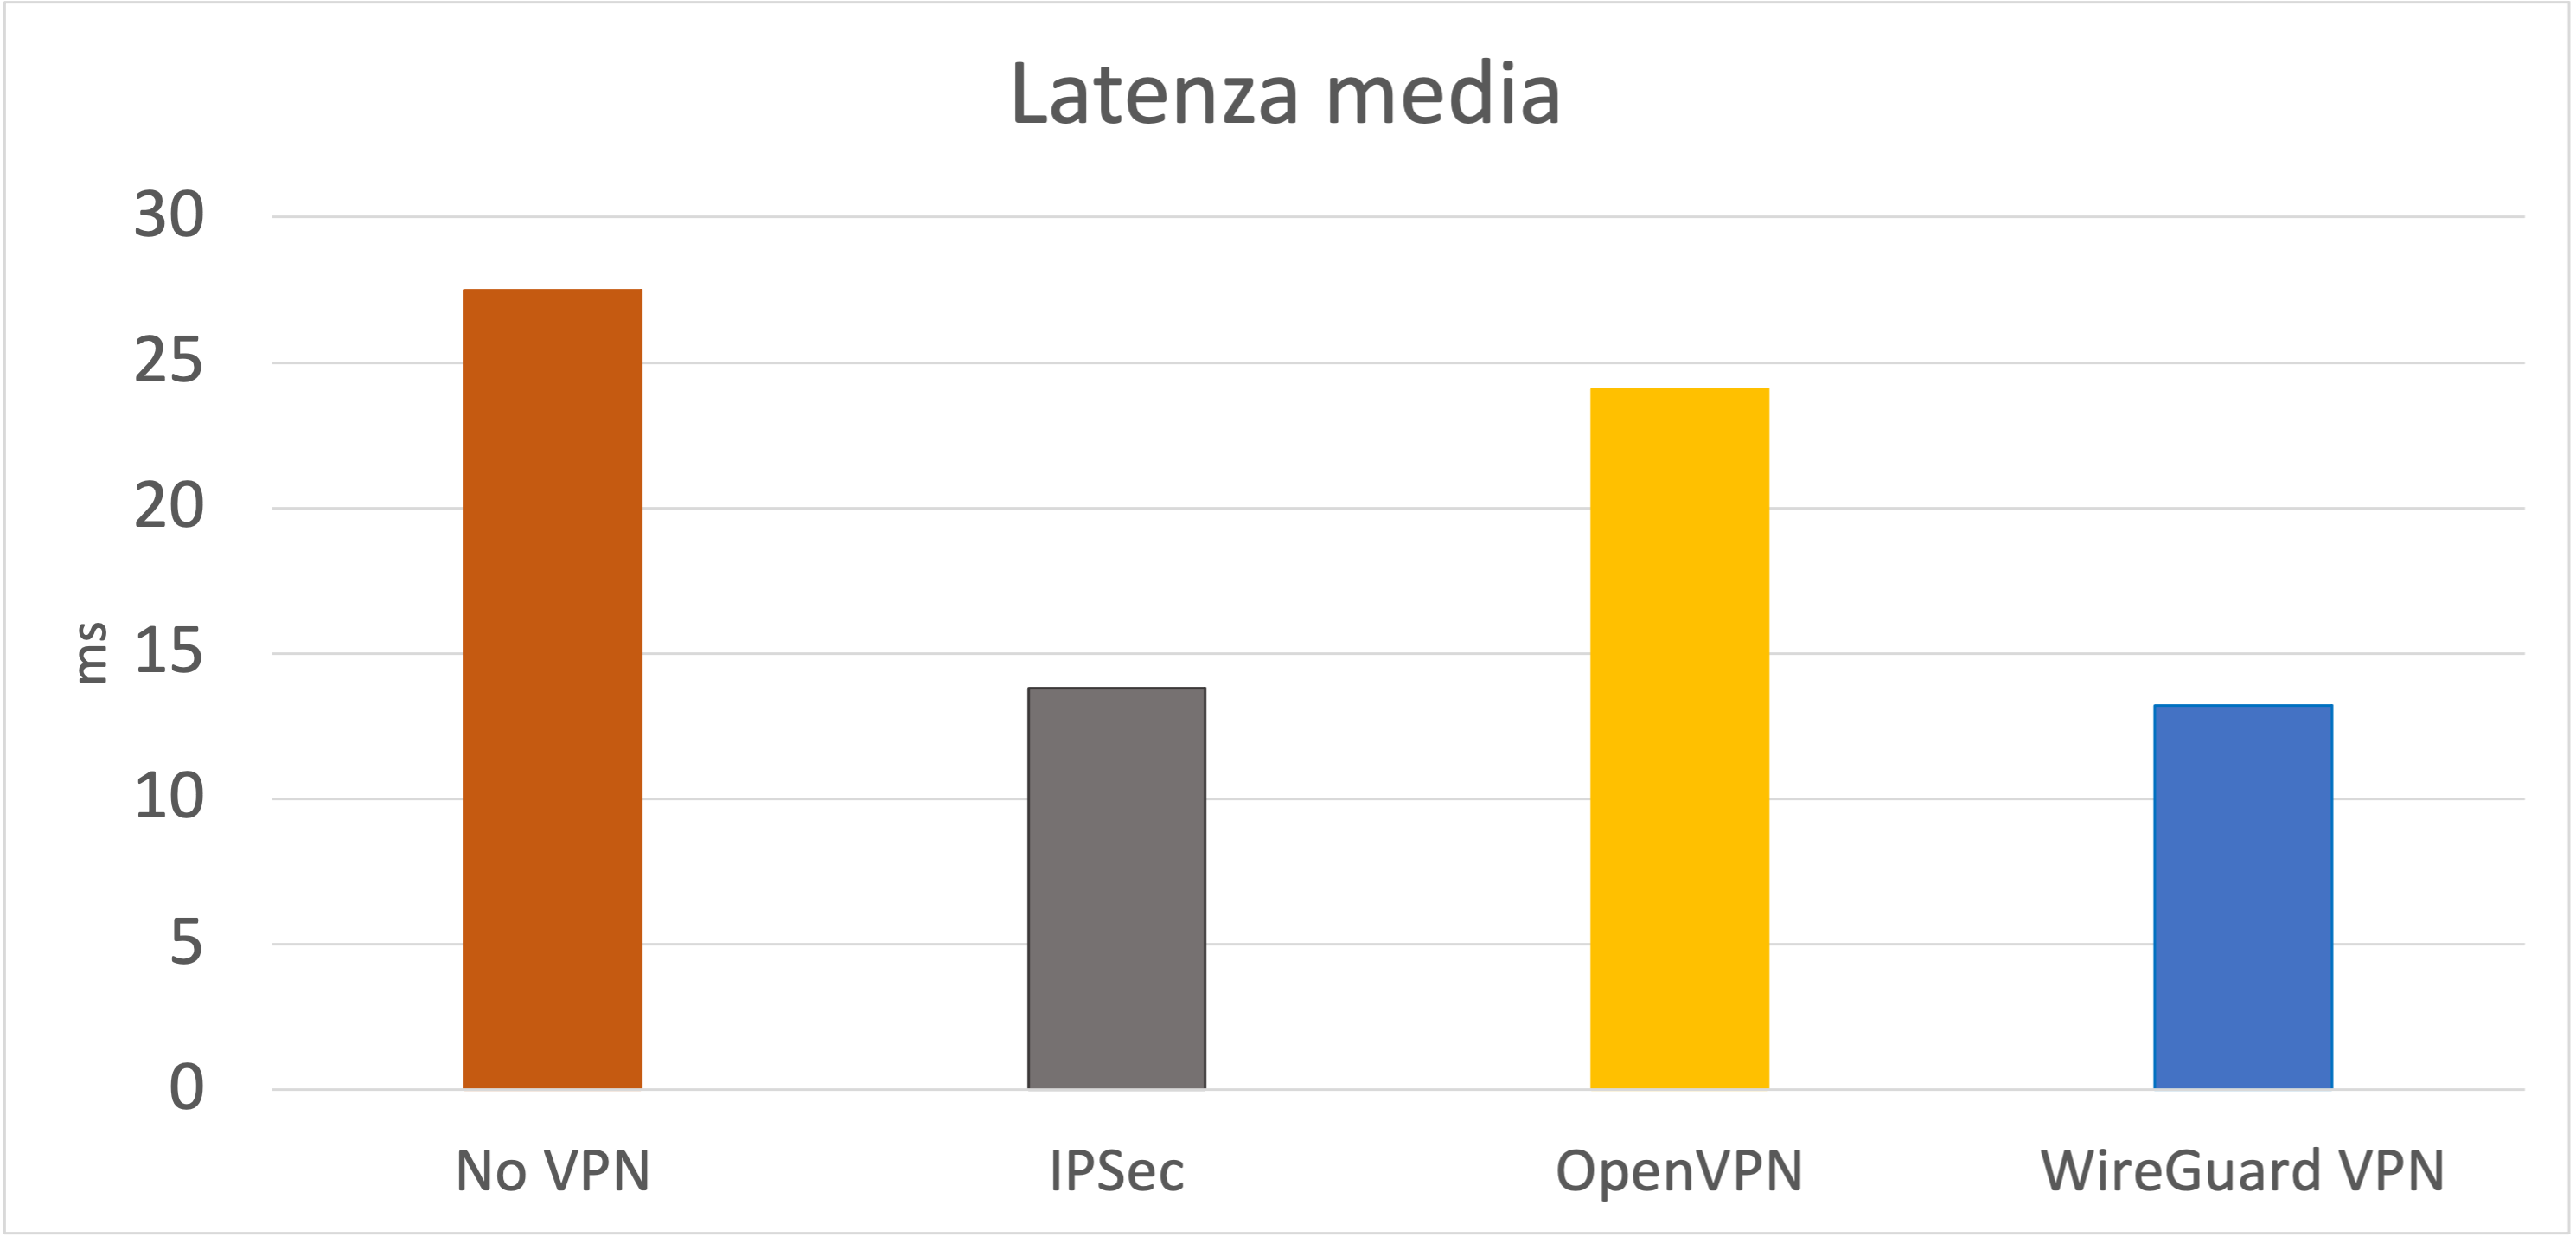 Latenza media
30
25
20
15
10
5
0
ms
No VPN
IPSec
OpenVPN
WireGuard VPN